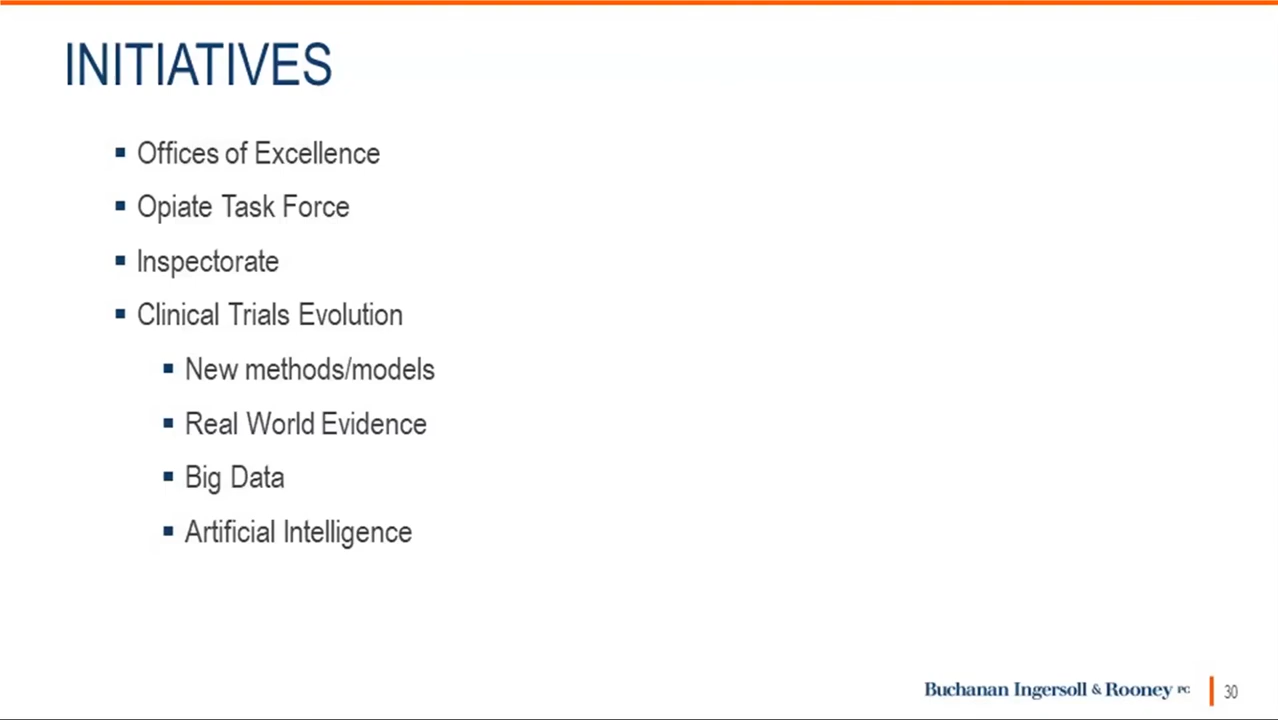 INITIATIVES
▪ Offices of Excellence
▪ Opiate Task Force
▪ Inspectorate
▪ Clinical Trials Evolution
▪ New methods/models
▪ Real World Evidence
▪ Big Data
▪ Artificial Intelligence
Buchanan Ingersoll & Rooney PC
30